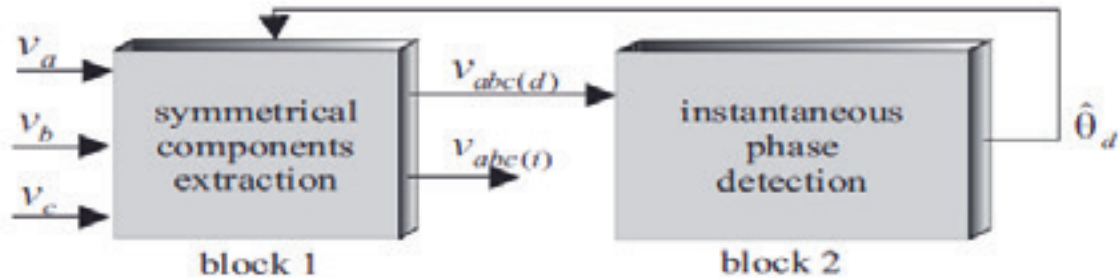 v_a
v_b
v_c
symmetrical
components
extraction
block 1
v_abc(d)
v_abc(i)
instantaneous
phase
detection
block 2
θ̂_d